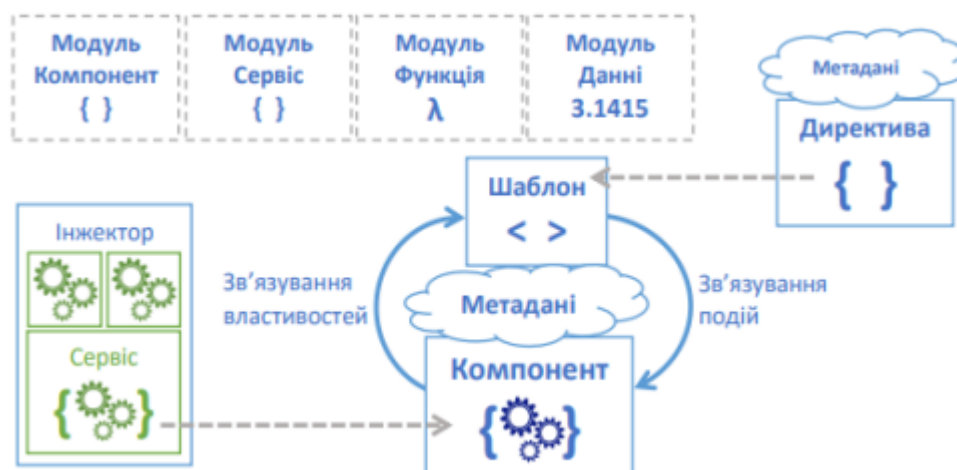 Модуль
Компонент
{ }
Модуль
Сервіс
{ }
Модуль
Функція
λ
Модуль
Данні
3.1415
Метадані
Директива
{ }
Шаблон
< >
Інжектор
Зв’язування
властивостей
Метадані
Зв’язування
подій
Сервіс
{ }
Компонент
{ }